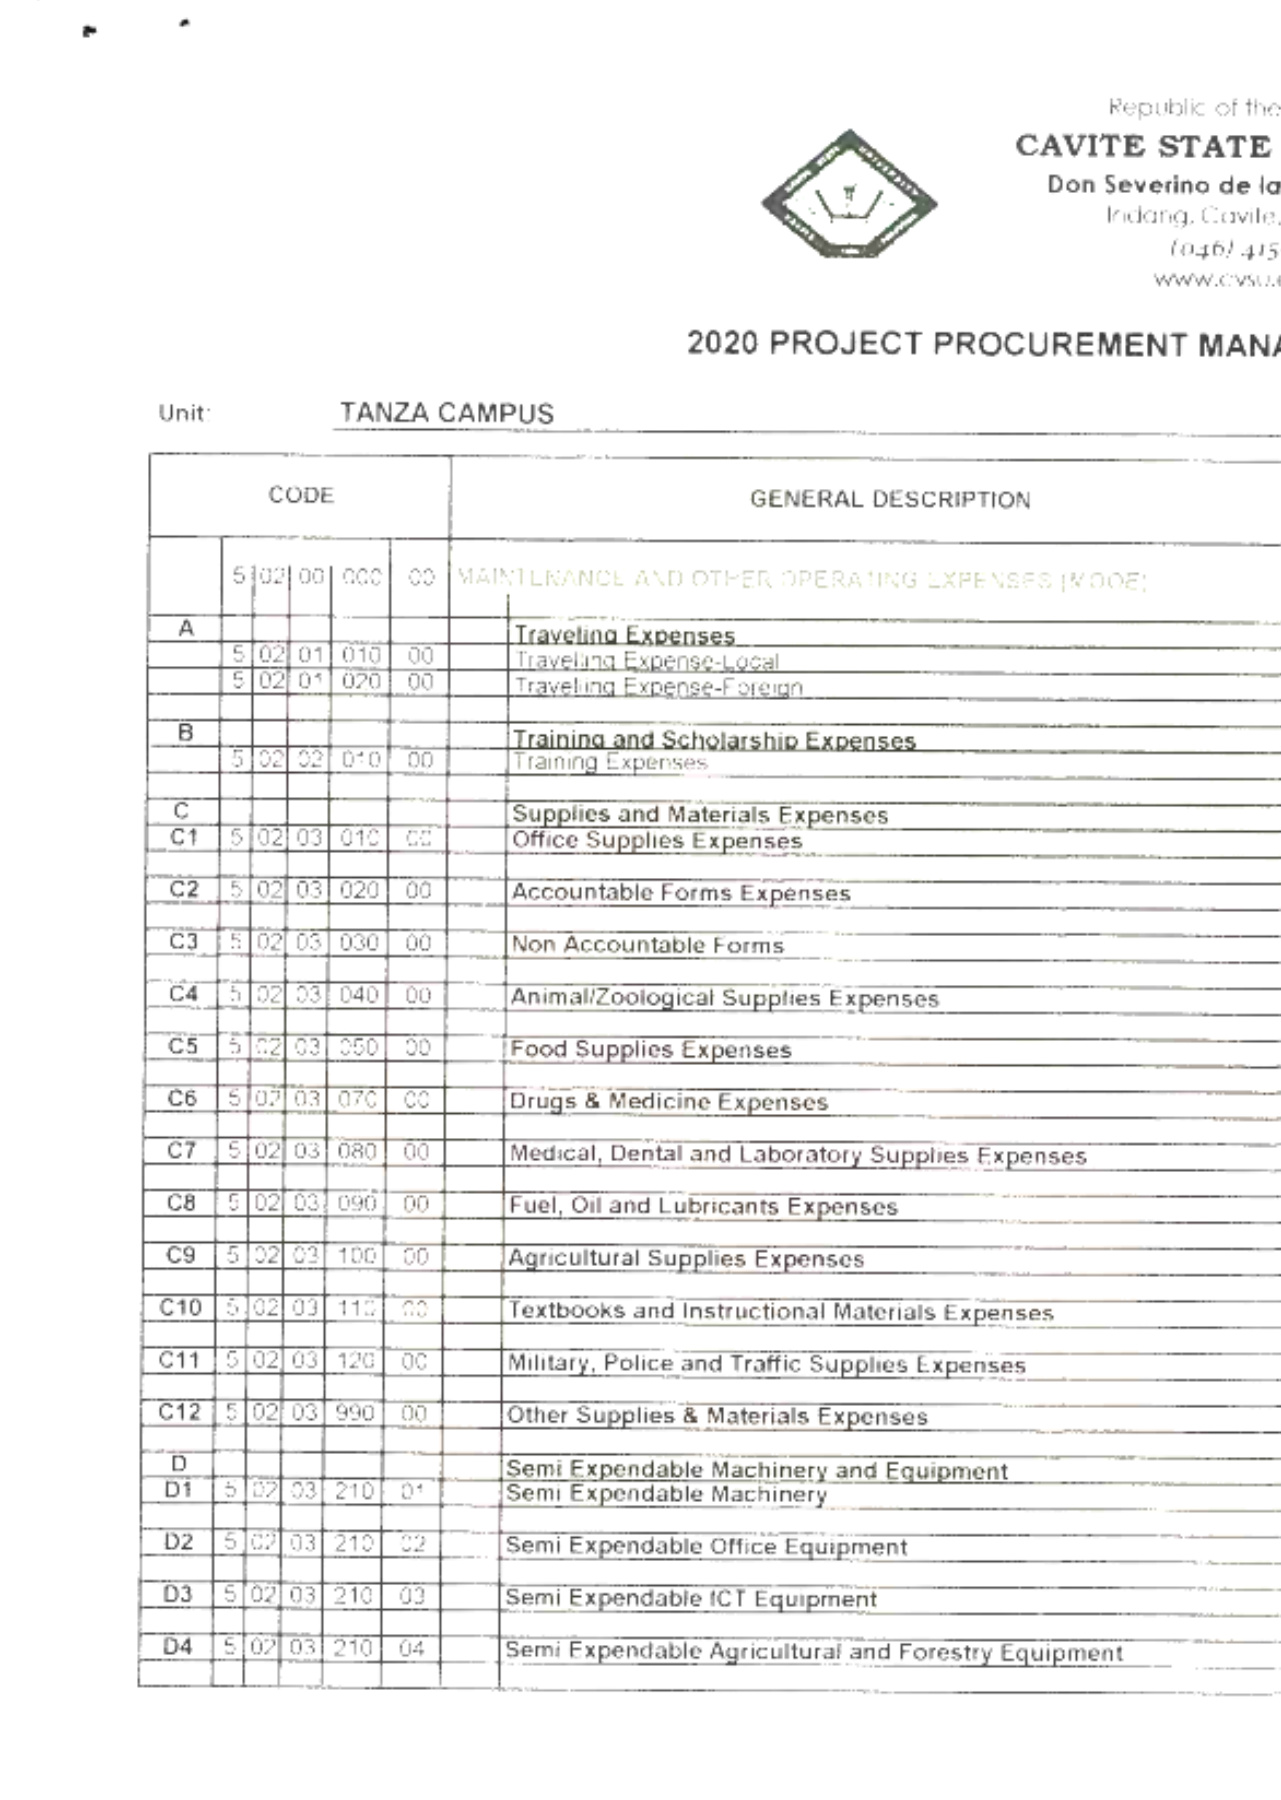 Republic of the
CAVITE STATE
Don Severino de la
Indang, Cavite,
(046) 415
www.cvsu.e
2020 PROJECT PROCUREMENT MANA
Unit: TANZA CAMPUS
CODE GENERAL DESCRIPTION
5 02 00 000 00 MAINTENANCE AND OTHER OPERATING EXPENSES (MOOE)
A Traveling Expenses
5 02 01 010 00 Travelling Expense-Local
5 02 01 020 00 Travelling Expense-Foreign
B Training and Scholarship Expenses
5 02 02 010 00 Training Expenses
C Supplies and Materials Expenses
C1 5 02 03 010 00 Office Supplies Expenses
C2 5 02 03 020 00 Accountable Forms Expenses
C3 5 02 03 030 00 Non Accountable Forms
C4 5 02 03 040 00 Animal/Zoological Supplies Expenses
C5 5 02 03 050 00 Food Supplies Expenses
C6 5 02 03 070 00 Drugs & Medicine Expenses
C7 5 02 03 080 00 Medical, Dental and Laboratory Supplies Expenses
C8 5 02 03 090 00 Fuel, Oil and Lubricants Expenses
C9 5 02 03 100 00 Agricultural Supplies Expenses
C10 5 02 03 110 00 Textbooks and Instructional Materials Expenses
C11 5 02 03 120 00 Military, Police and Traffic Supplies Expenses
C12 5 02 03 990 00 Other Supplies & Materials Expenses
D Semi Expendable Machinery and Equipment
D1 5 02 03 210 01 Semi Expendable Machinery
D2 5 02 03 210 02 Semi Expendable Office Equipment
D3 5 02 03 210 03 Semi Expendable ICT Equipment
D4 5 02 03 210 04 Semi Expendable Agricultural and Forestry Equipment